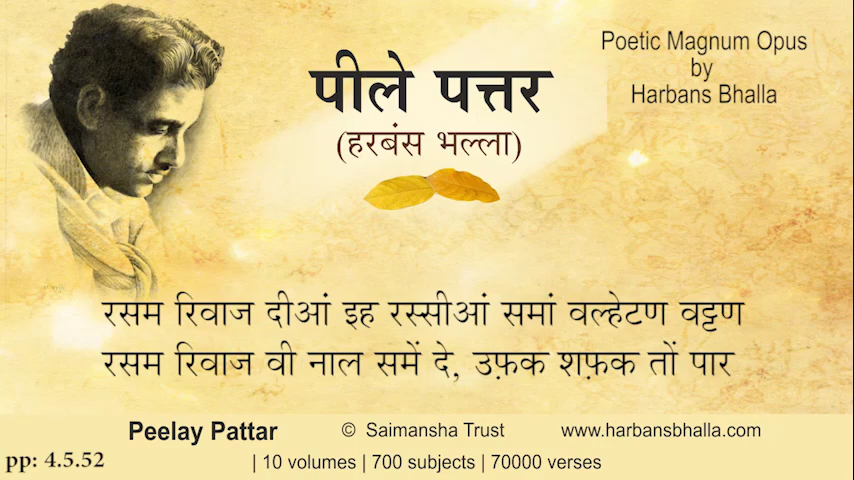 पीले पत्तर
(हरबंस भल्ला)
Poetic Magnum Opus
by
Harbans Bhalla
रसम रिवाज दीआं इह रस्सीआं समां वल्हेटण वट्टण
रसम रिवाज वी नाल समें दे, उफ़क शफ़क तों पार
Peelay Pattar © Saimansha Trust www.harbansbhalla.com
pp: 4.5.52 | 10 volumes | 700 subjects | 70000 verses